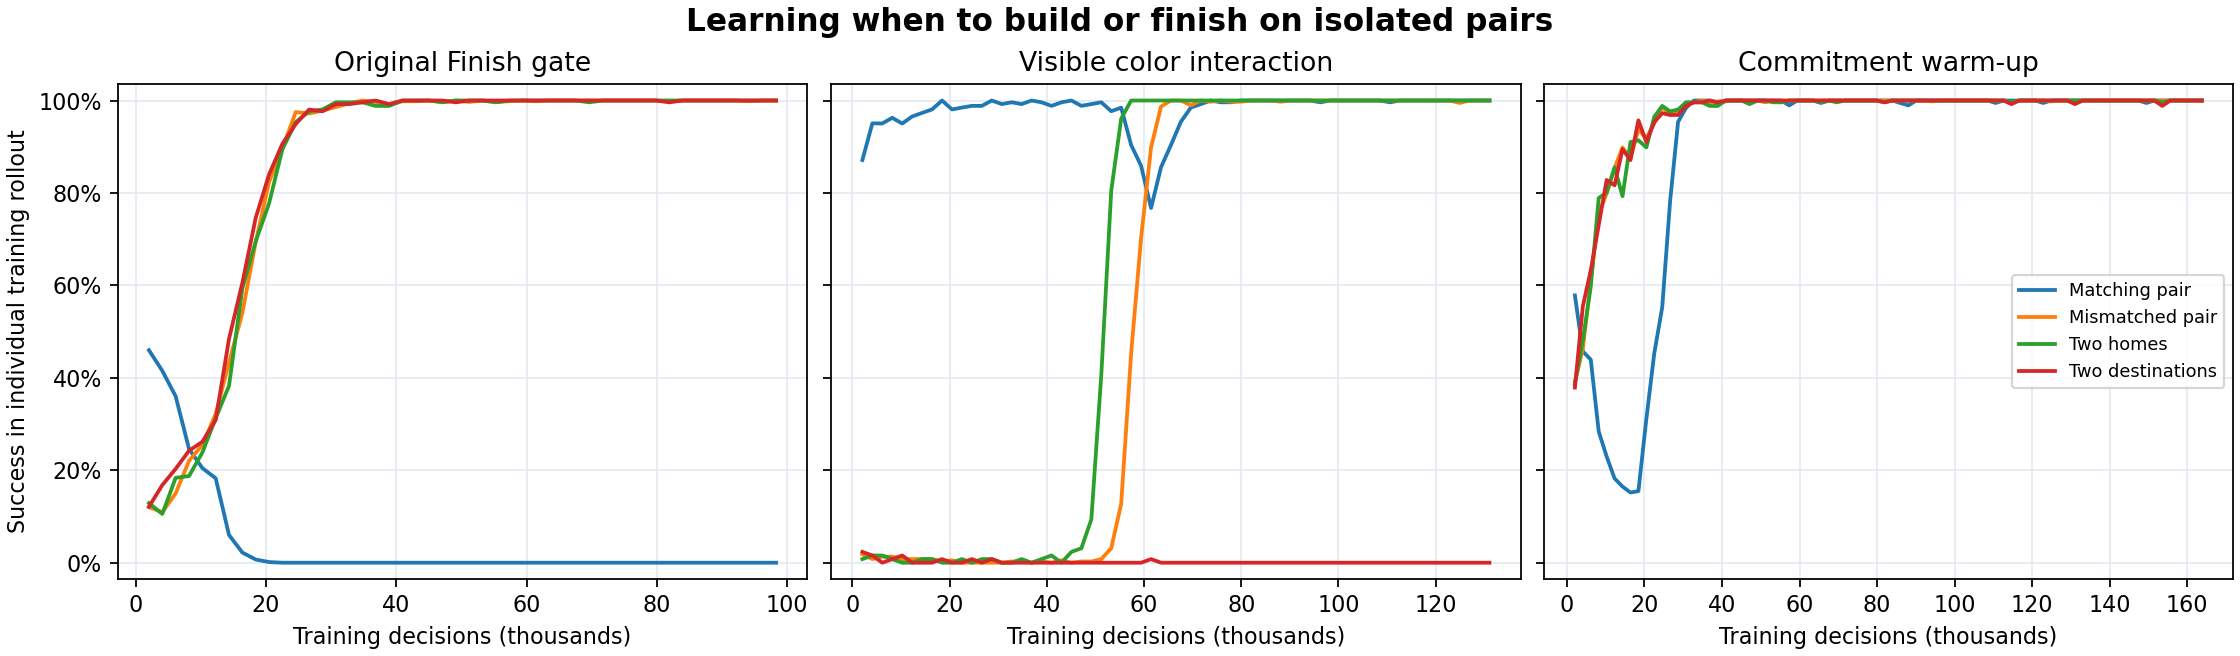 Learning when to build or finish on isolated pairs
Original Finish gate
Visible color interaction
Commitment warm-up
Success in individual training rollout
100%
80%
60%
40%
20%
0%
0 20 40 60 80 100
Training decisions (thousands)
0 20 40 60 80 100 120
Training decisions (thousands)
0 20 40 60 80 100 120 140 160
Training decisions (thousands)
Matching pair
Mismatched pair
Two homes
Two destinations